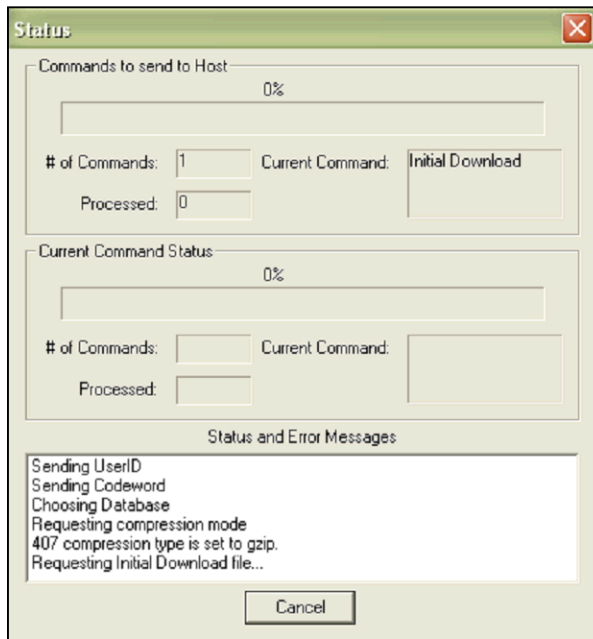 Status
Commands to send to Host
0%
# of Commands: 1 Current Command: Initial Download
Processed: 0
Current Command Status
0%
# of Commands: Current Command:
Processed:
Status and Error Messages
Sending UserID
Sending Codeword
Choosing Database
Requesting compression mode
407 compression type is set to gzip.
Requesting Initial Download file...
Cancel